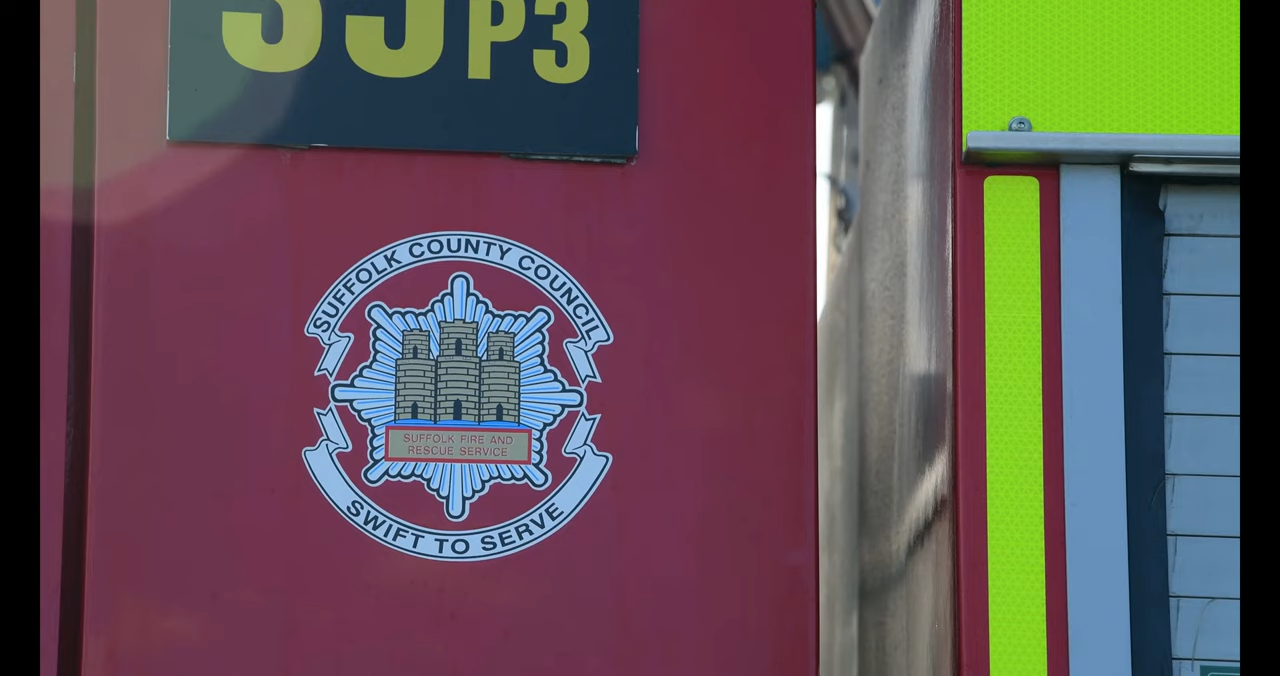 P3
SUFFOLK COUNTY COUNCIL
SUFFOLK FIRE AND
RESCUE SERVICE
SWIFT TO SERVE